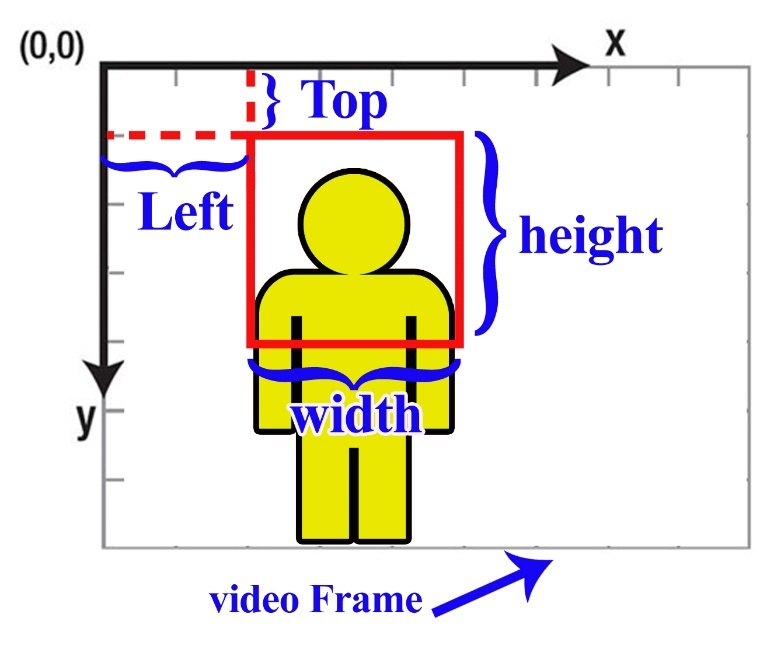 (0,0)
x
Top
Left
height
width
y
video Frame